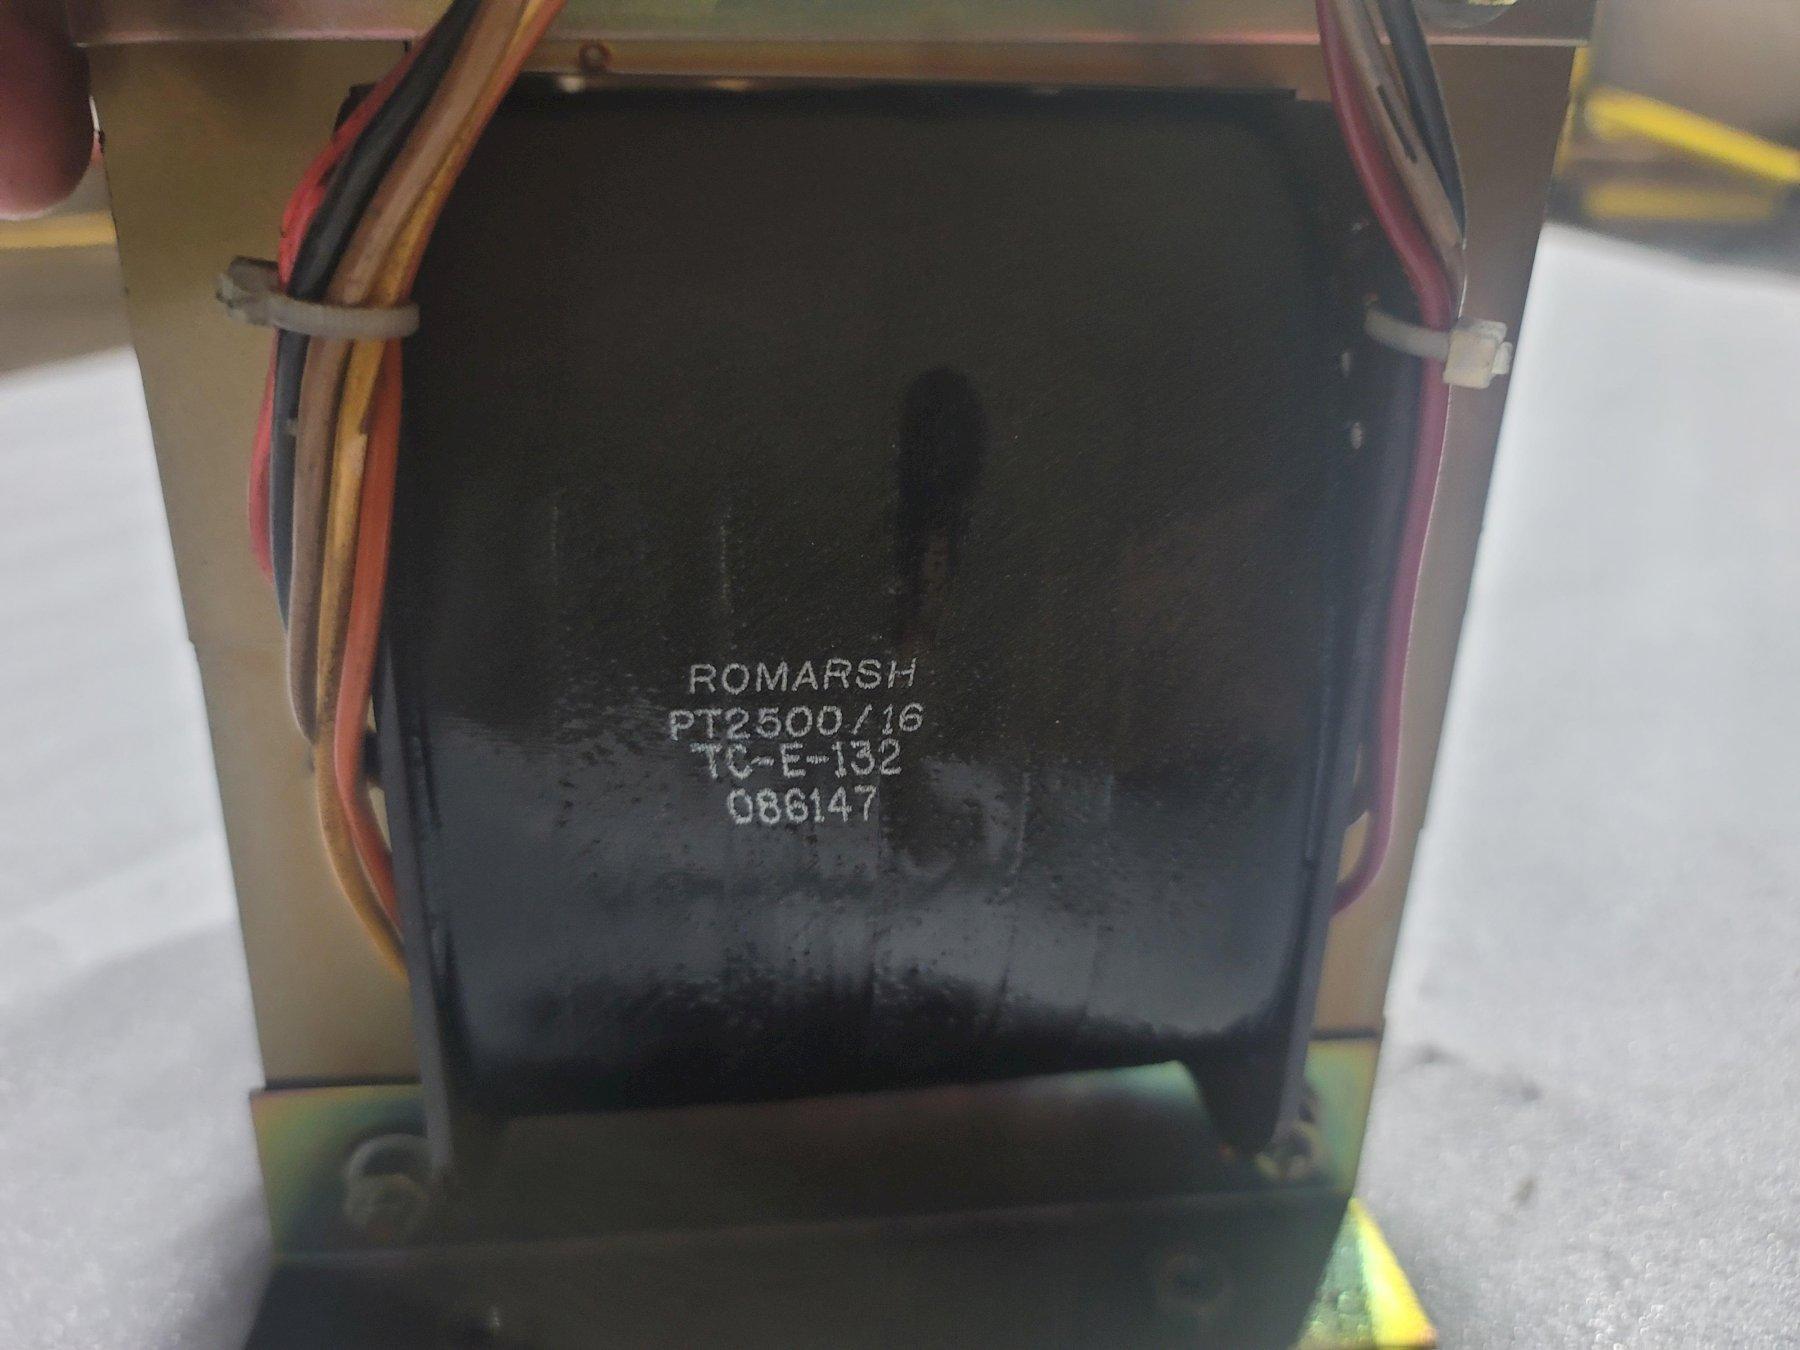 ROMARSH
PT2500/16
TC-E-132
086147